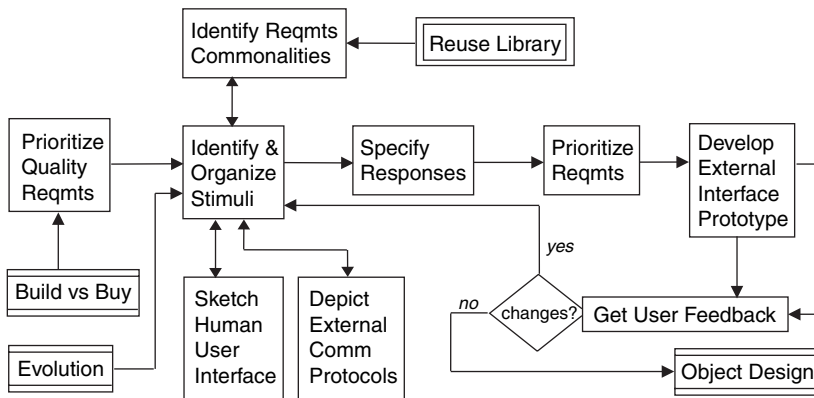 Identify Reqmts
Commonalities
Reuse Library
Prioritize
Quality
Reqmts
Identify &
Organize
Stimuli
Specify
Responses
Prioritize
Reqmts
Develop
External
Interface
Prototype
yes
Build vs Buy
Sketch
Human
User
Interface
Depict
External
Comm
Protocols
no
changes?
Get User Feedback
Evolution
Object Design